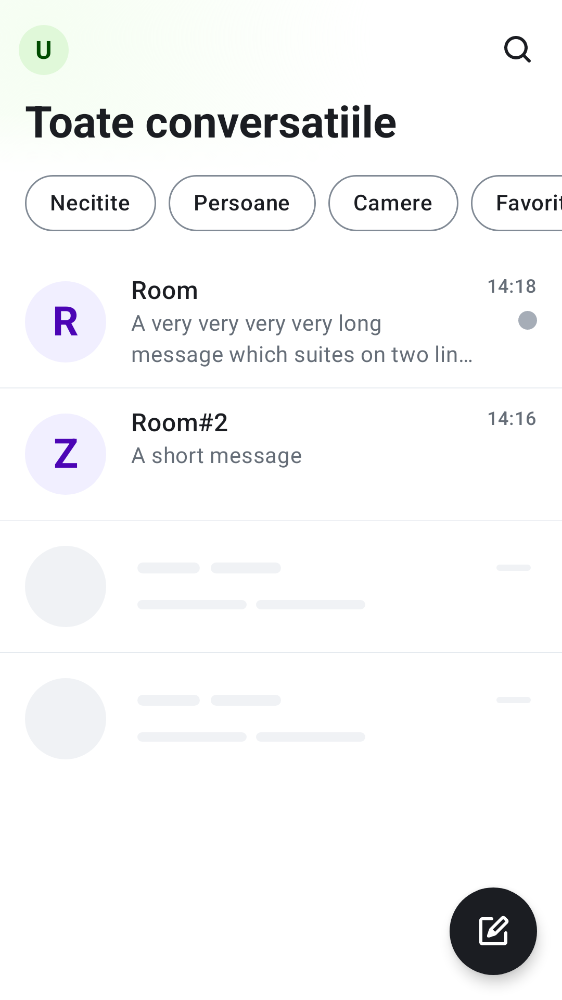 U
Toate conversatiile
Necitite Persoane Camere Favorit
R
Room 14:18
A very very very very long
message which suites on two lin…
Z
Room#2 14:16
A short message